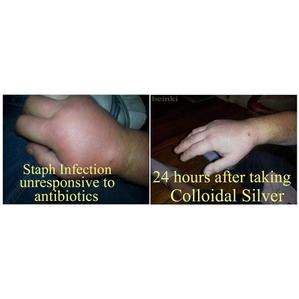 Staph Infection
unresponsive to
antibiotics
beinki
24 hours after taking
Colloidal Silver